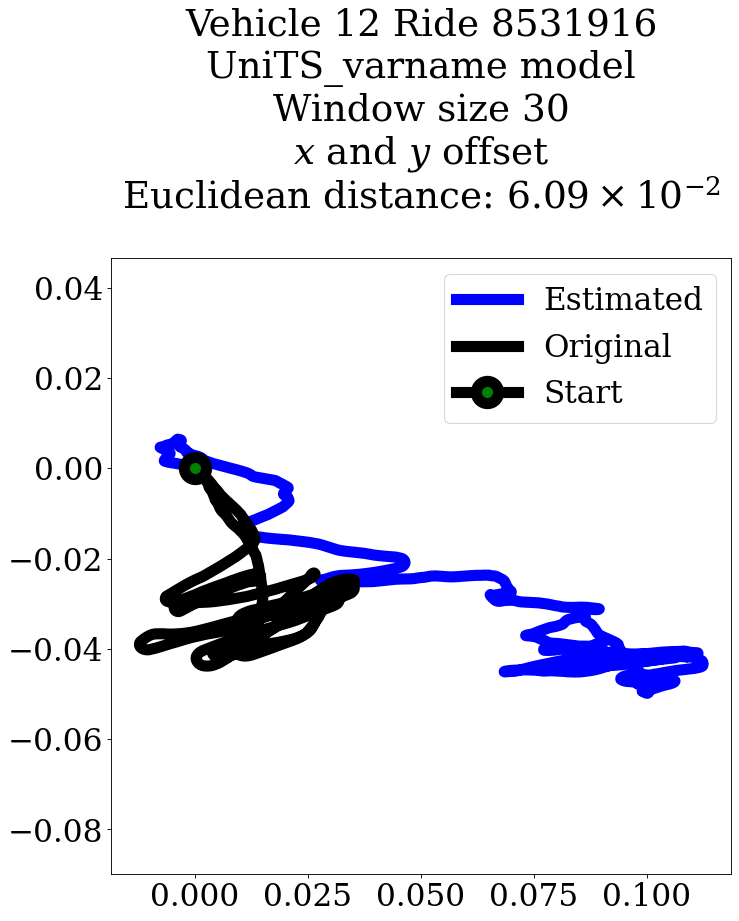 Vehicle 12 Ride 8531916
UniTS_varname model
Window size 30
x and y offset
Euclidean distance: 6.09 × 10⁻²
Estimated
Original
Start
0.04
0.02
0.00
−0.02
−0.04
−0.06
−0.08
0.000 0.025 0.050 0.075 0.100